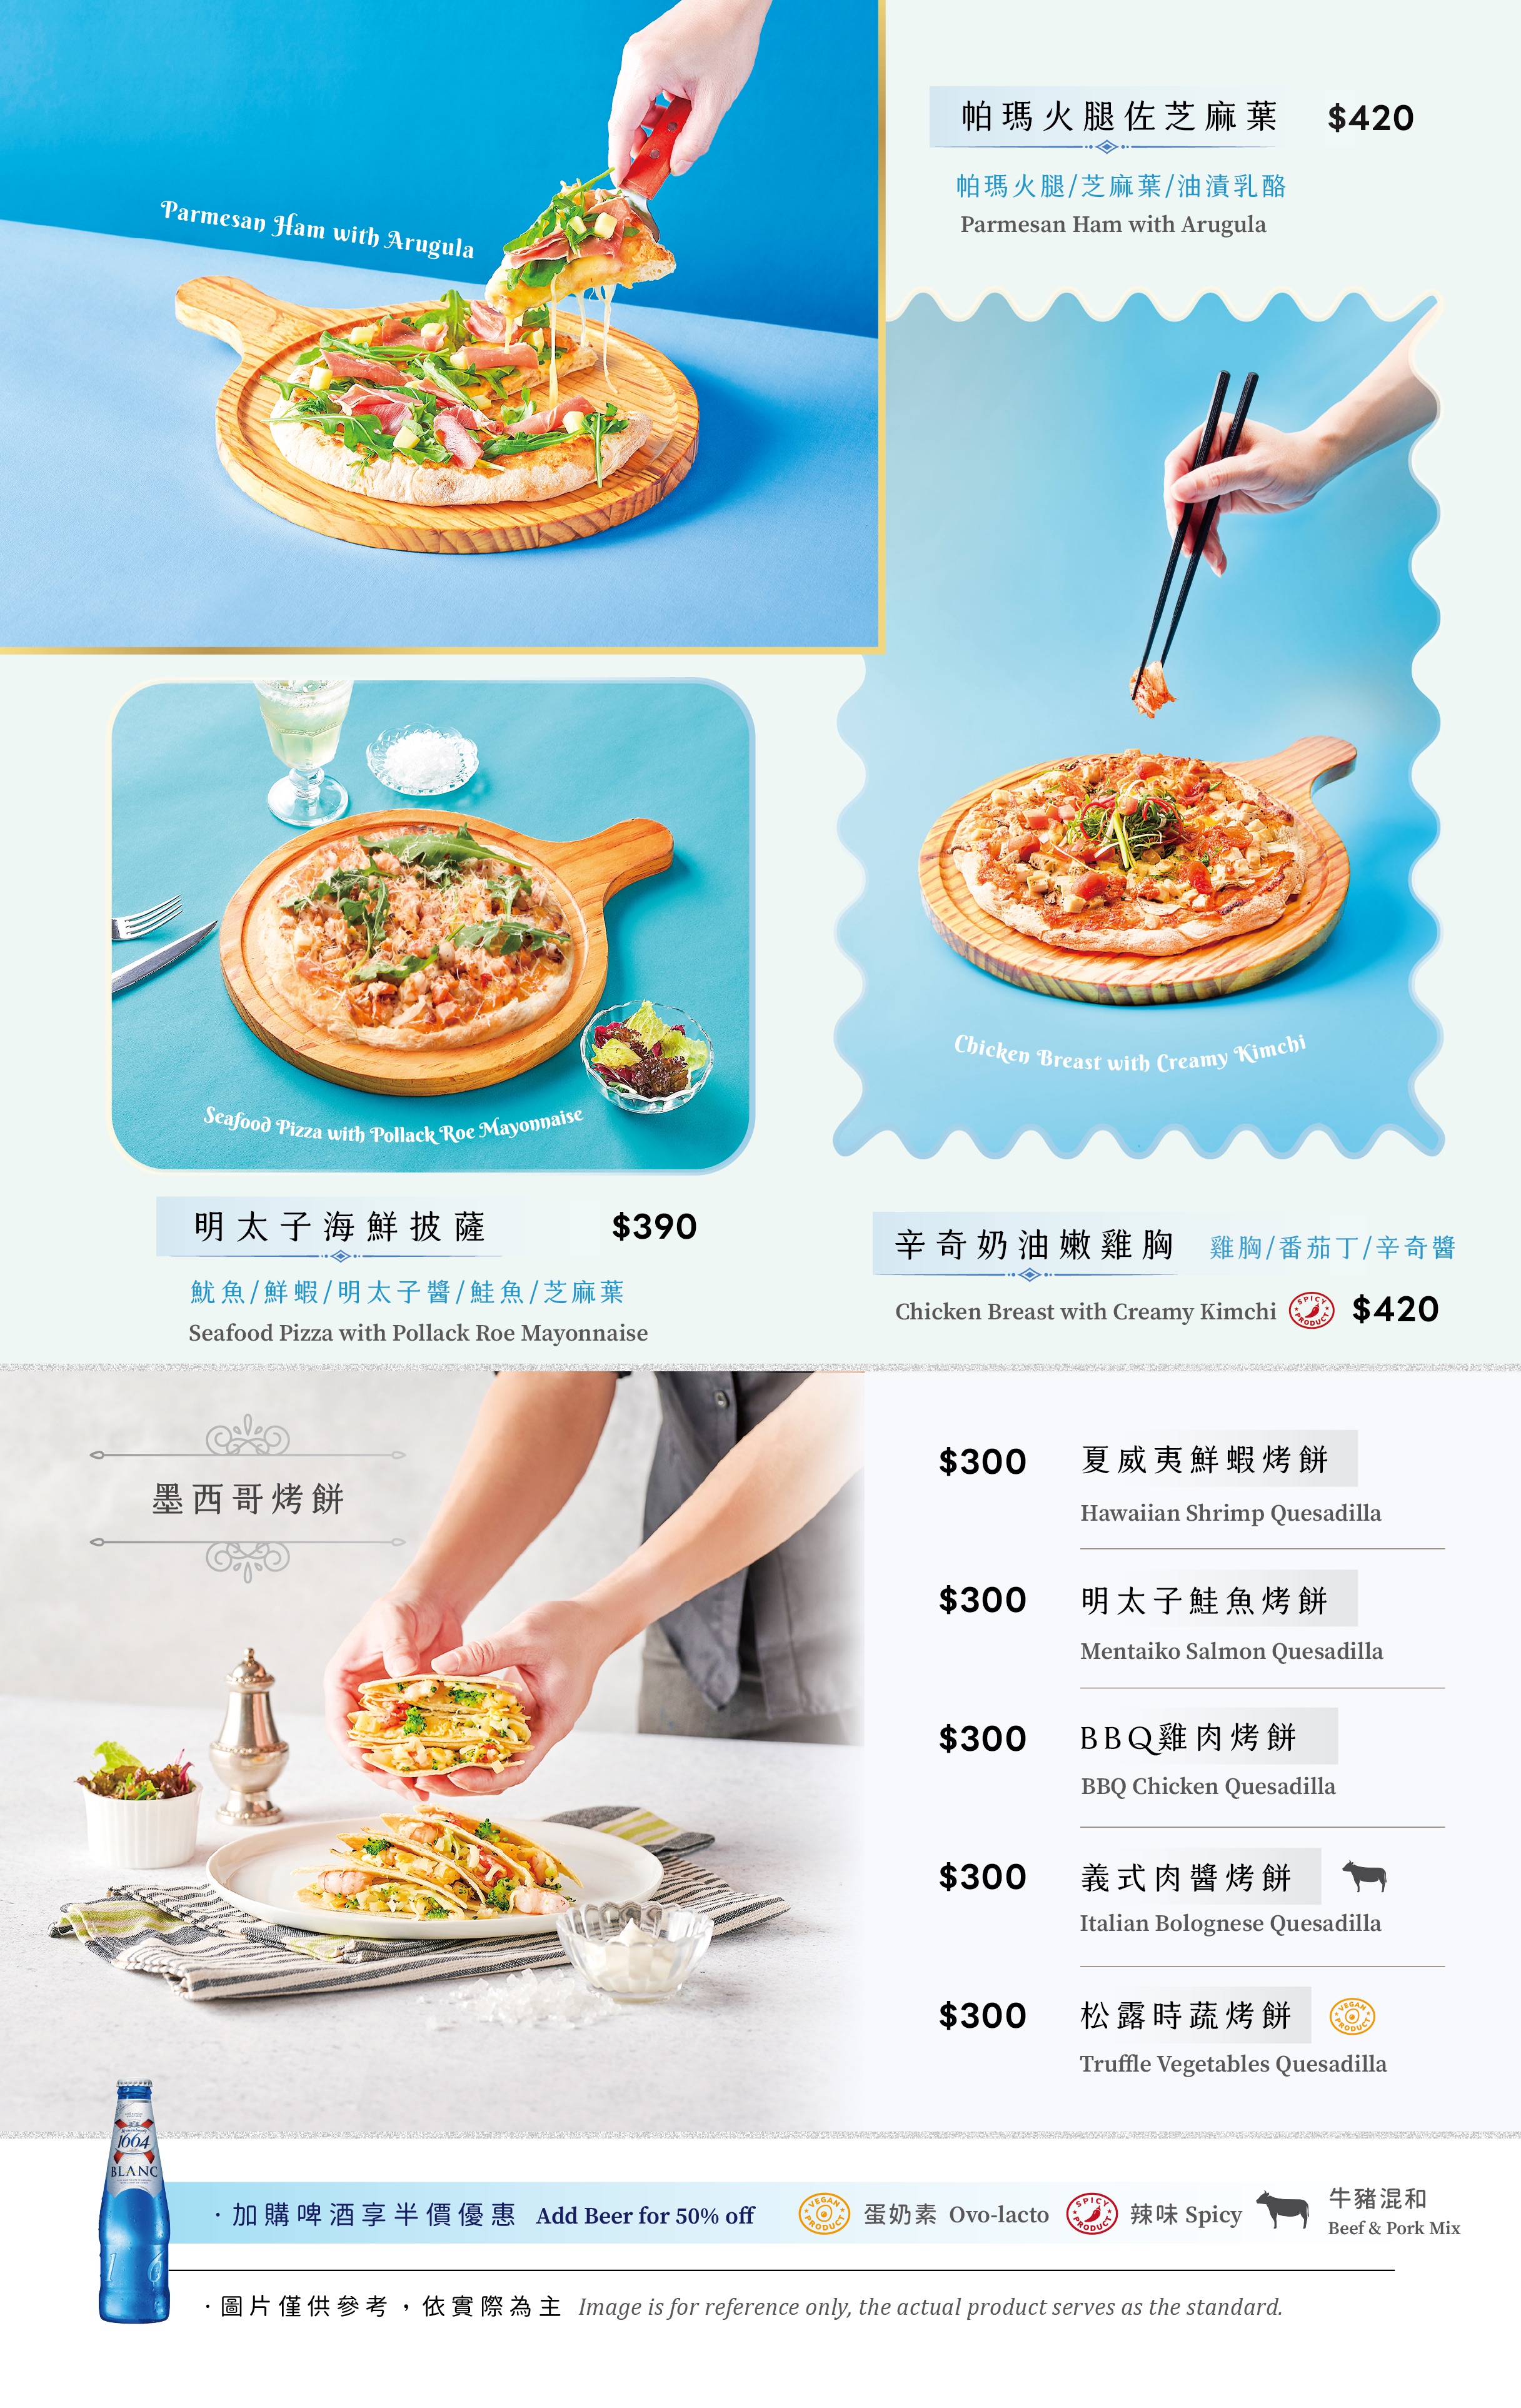 Parmesan Ham with Arugula
帕瑪火腿佐芝麻葉 $420
帕瑪火腿/芝麻葉/油漬乳酪
Parmesan Ham with Arugula
Chicken Breast with Creamy Kimchi
Seafood Pizza with Pollack Roe Mayonnaise
明太子海鮮披薩 $390
魷魚/鮮蝦/明太子醬/鮭魚/芝麻葉
Seafood Pizza with Pollack Roe Mayonnaise
辛奇奶油嫩雞胸 雞胸/番茄丁/辛奇醬
Chicken Breast with Creamy Kimchi SPICY PRODUCT $420
墨西哥烤餅
$300 夏威夷鮮蝦烤餅
Hawaiian Shrimp Quesadilla
$300 明太子鮭魚烤餅
Mentaiko Salmon Quesadilla
$300 BBQ雞肉烤餅
BBQ Chicken Quesadilla
$300 義式肉醬烤餅
Italian Bolognese Quesadilla
$300 松露時蔬烤餅 VEGAN PRODUCT
Truffle Vegetables Quesadilla
1664
BLANC
16
·加購啤酒享半價優惠 Add Beer for 50% off VEGAN PRODUCT 蛋奶素 Ovo-lacto SPICY PRODUCT 辣味 Spicy 牛豬混和
Beef & Pork Mix
·圖片僅供參考，依實際為主 Image is for reference only, the actual product serves as the standard.